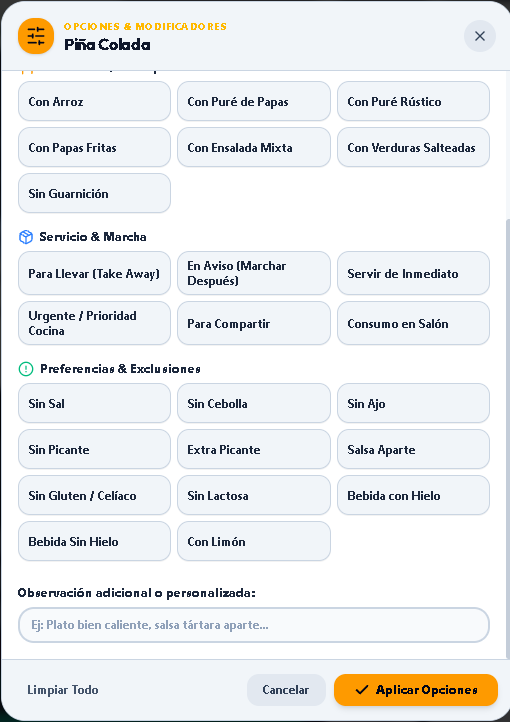 OPCIONES & MODIFICADORES
Piña Colada
Con Arroz
Con Puré de Papas
Con Puré Rústico
Con Papas Fritas
Con Ensalada Mixta
Con Verduras Salteadas
Sin Guarnición
Servicio & Marcha
Para Llevar (Take Away)
En Aviso (Marchar
Después)
Servir de Inmediato
Urgente / Prioridad
Cocina
Para Compartir
Consumo en Salón
Preferencias & Exclusiones
Sin Sal
Sin Cebolla
Sin Ajo
Sin Picante
Extra Picante
Salsa Aparte
Sin Gluten / Celíaco
Sin Lactosa
Bebida con Hielo
Bebida Sin Hielo
Con Limón
Observación adicional o personalizada:
Ej: Plato bien caliente, salsa tártara aparte...
Limpiar Todo
Cancelar
Aplicar Opciones